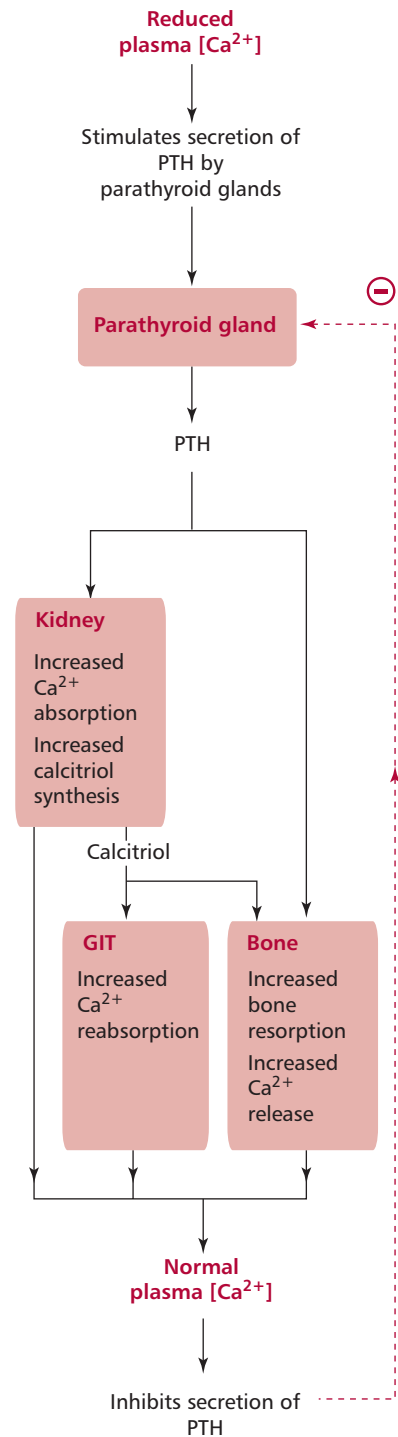 Reduced
plasma [Ca²⁺]
Stimulates secretion of
PTH by
parathyroid glands
−
Parathyroid gland
PTH
Kidney
Increased
Ca²⁺
absorption
Increased
calcitriol
synthesis
Calcitriol
GIT
Increased
Ca²⁺
reabsorption
Bone
Increased
bone
resorption
Increased
Ca²⁺
release
Normal
plasma [Ca²⁺]
Inhibits secretion of
PTH